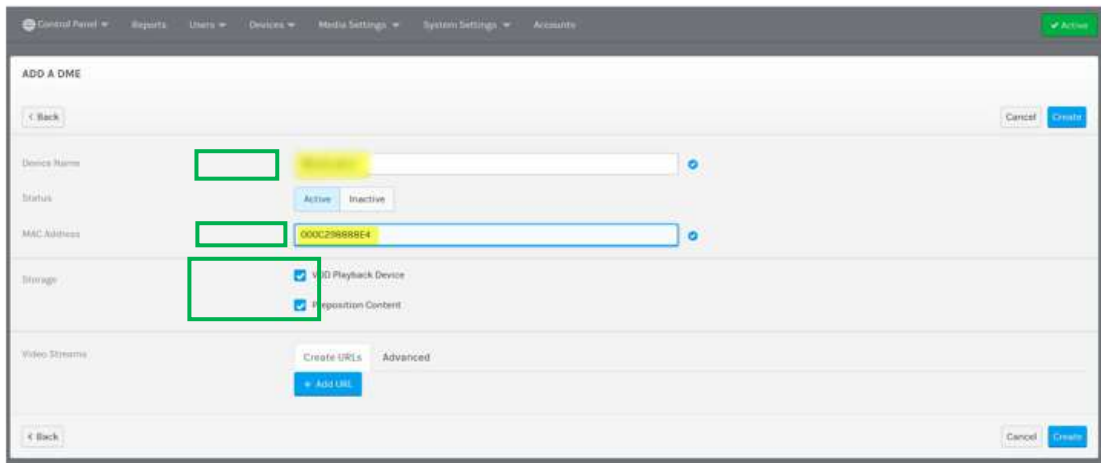 Control Panel Reports Users Devices Media Settings System Settings Accounts Active
ADD A DME
< Back Cancel Create
Device Name
Status Active Inactive
MAC Address 000C298888E4
Storage VOD Playback Device
Preposition Content
Video Streams Create URLs Advanced
+ Add URL
< Back Cancel Create